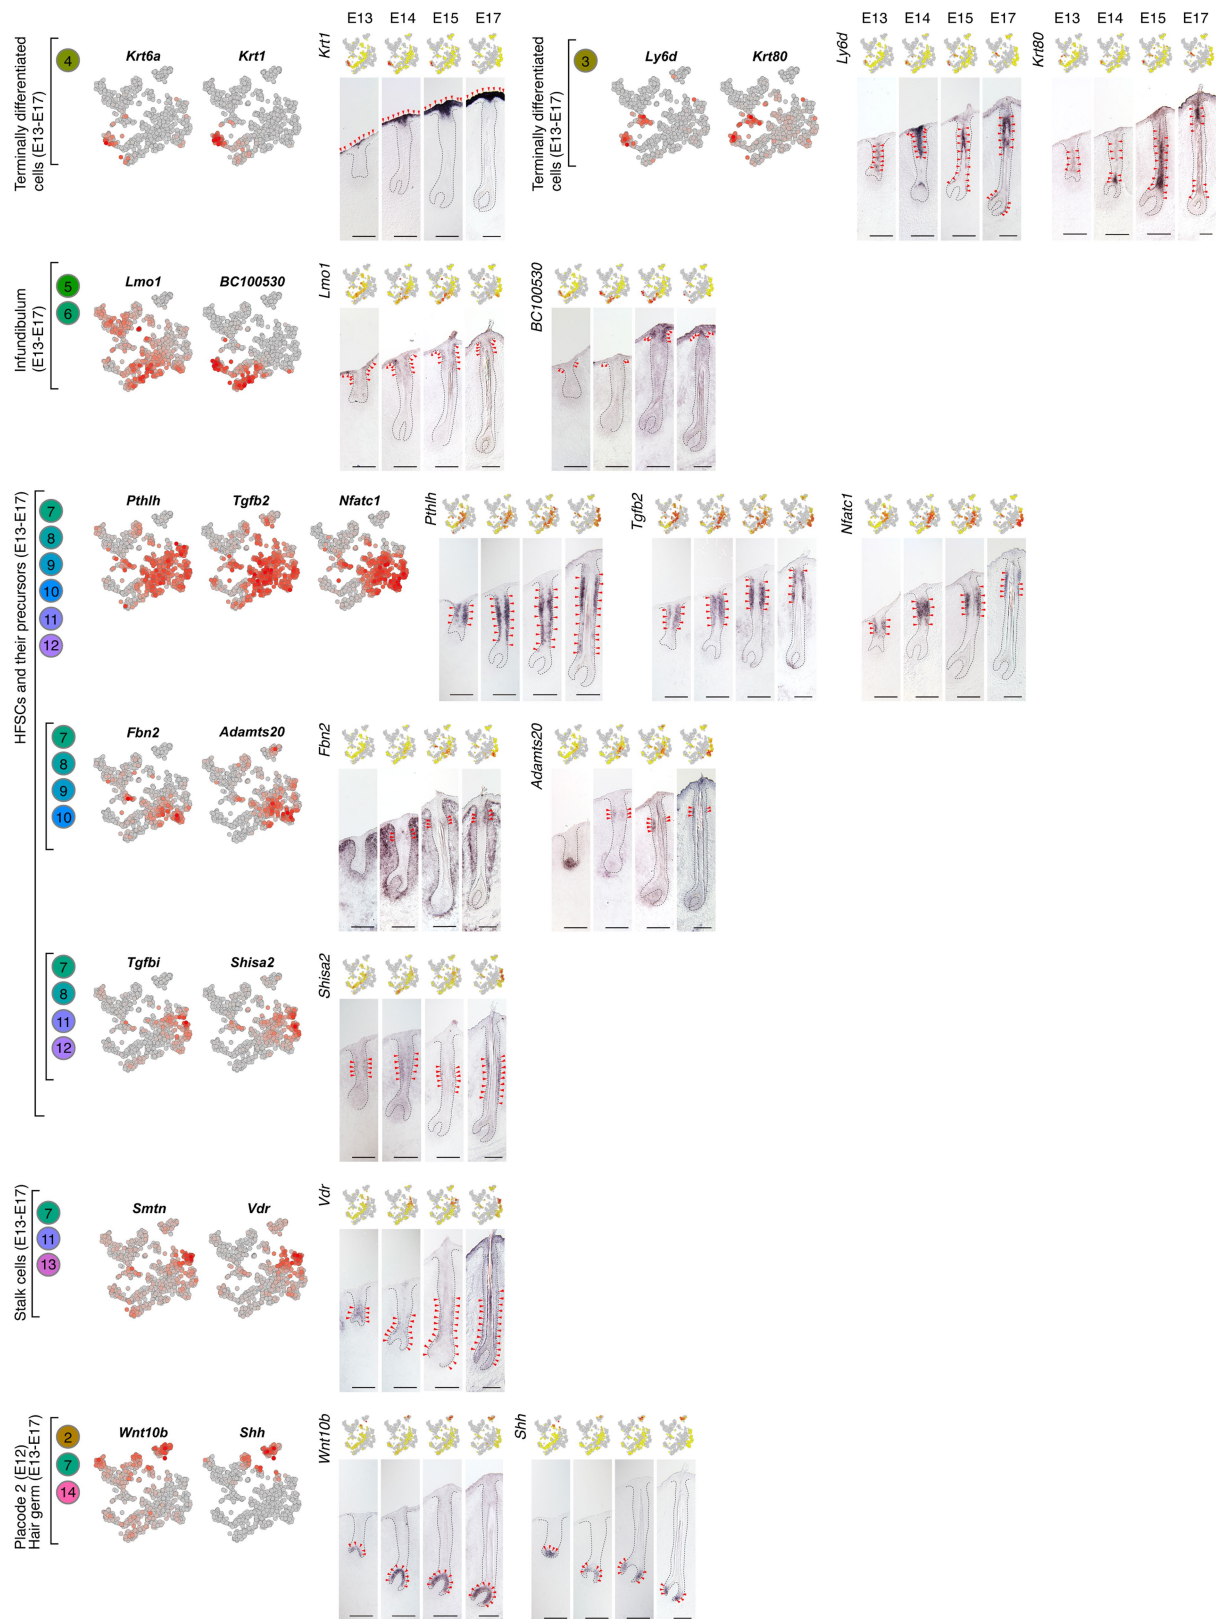 E13 E14 E15 E17
E13 E14 E15 E17
E13 E14 E15 E17
Terminally differentiated
cells (E13-E17)
4
Krt6a
Krt1
Krt1
Terminally differentiated
cells (E13-E17)
3
Ly6d
Krt80
Ly6d
Krt80
Infundibulum
(E13-E17)
5
6
Lmo1
BC100530
Lmo1
BC100530
HFSCs and their precursors (E13-E17)
7
8
9
10
11
12
Pthlh
Tgfb2
Nfatc1
Pthlh
Tgfb2
Nfatc1
7
8
9
10
Fbn2
Adamts20
Fbn2
Adamts20
7
8
11
12
Tgfbi
Shisa2
Shisa2
Stalk cells (E13-E17)
7
11
13
Smtn
Vdr
Vdr
Placode 2 (E12)
Hair germ (E13-E17)
2
7
14
Wnt10b
Shh
Wnt10b
Shh